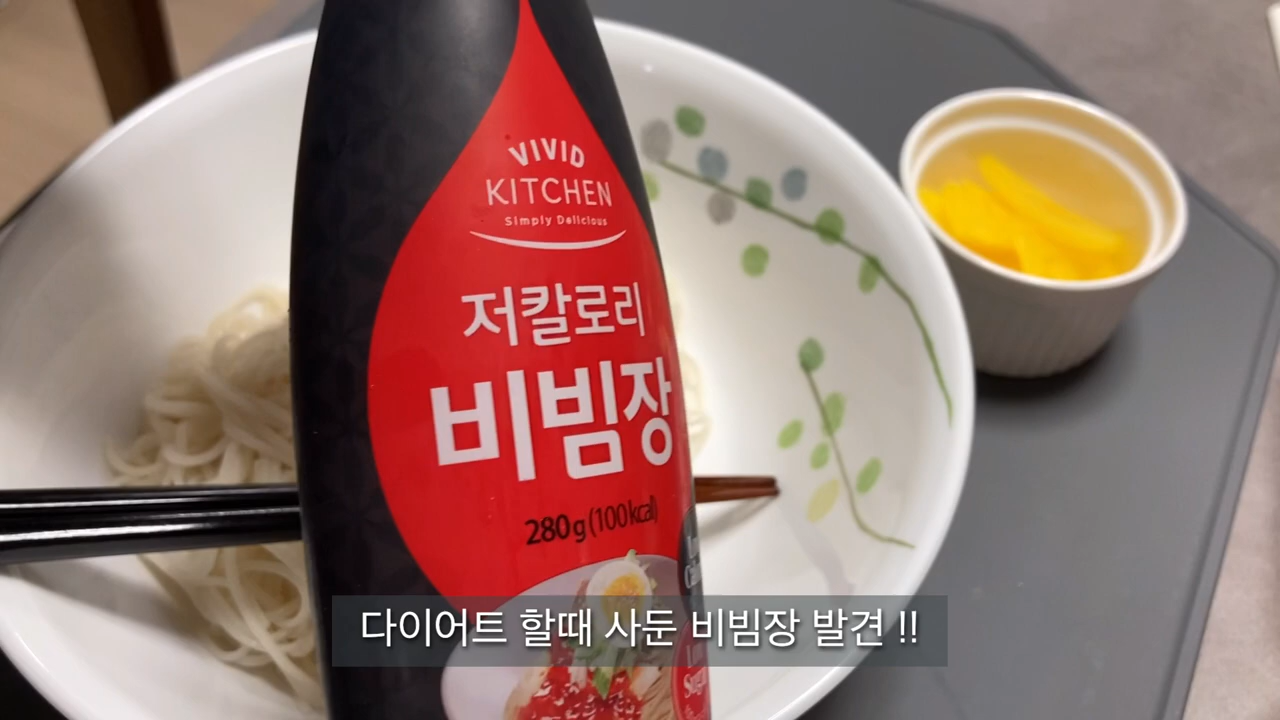 VIVID
KITCHEN
Simply Delicious
저칼로리
비빔장
280g(100kcal)
다이어트 할때 사둔 비빔장 발견 !!